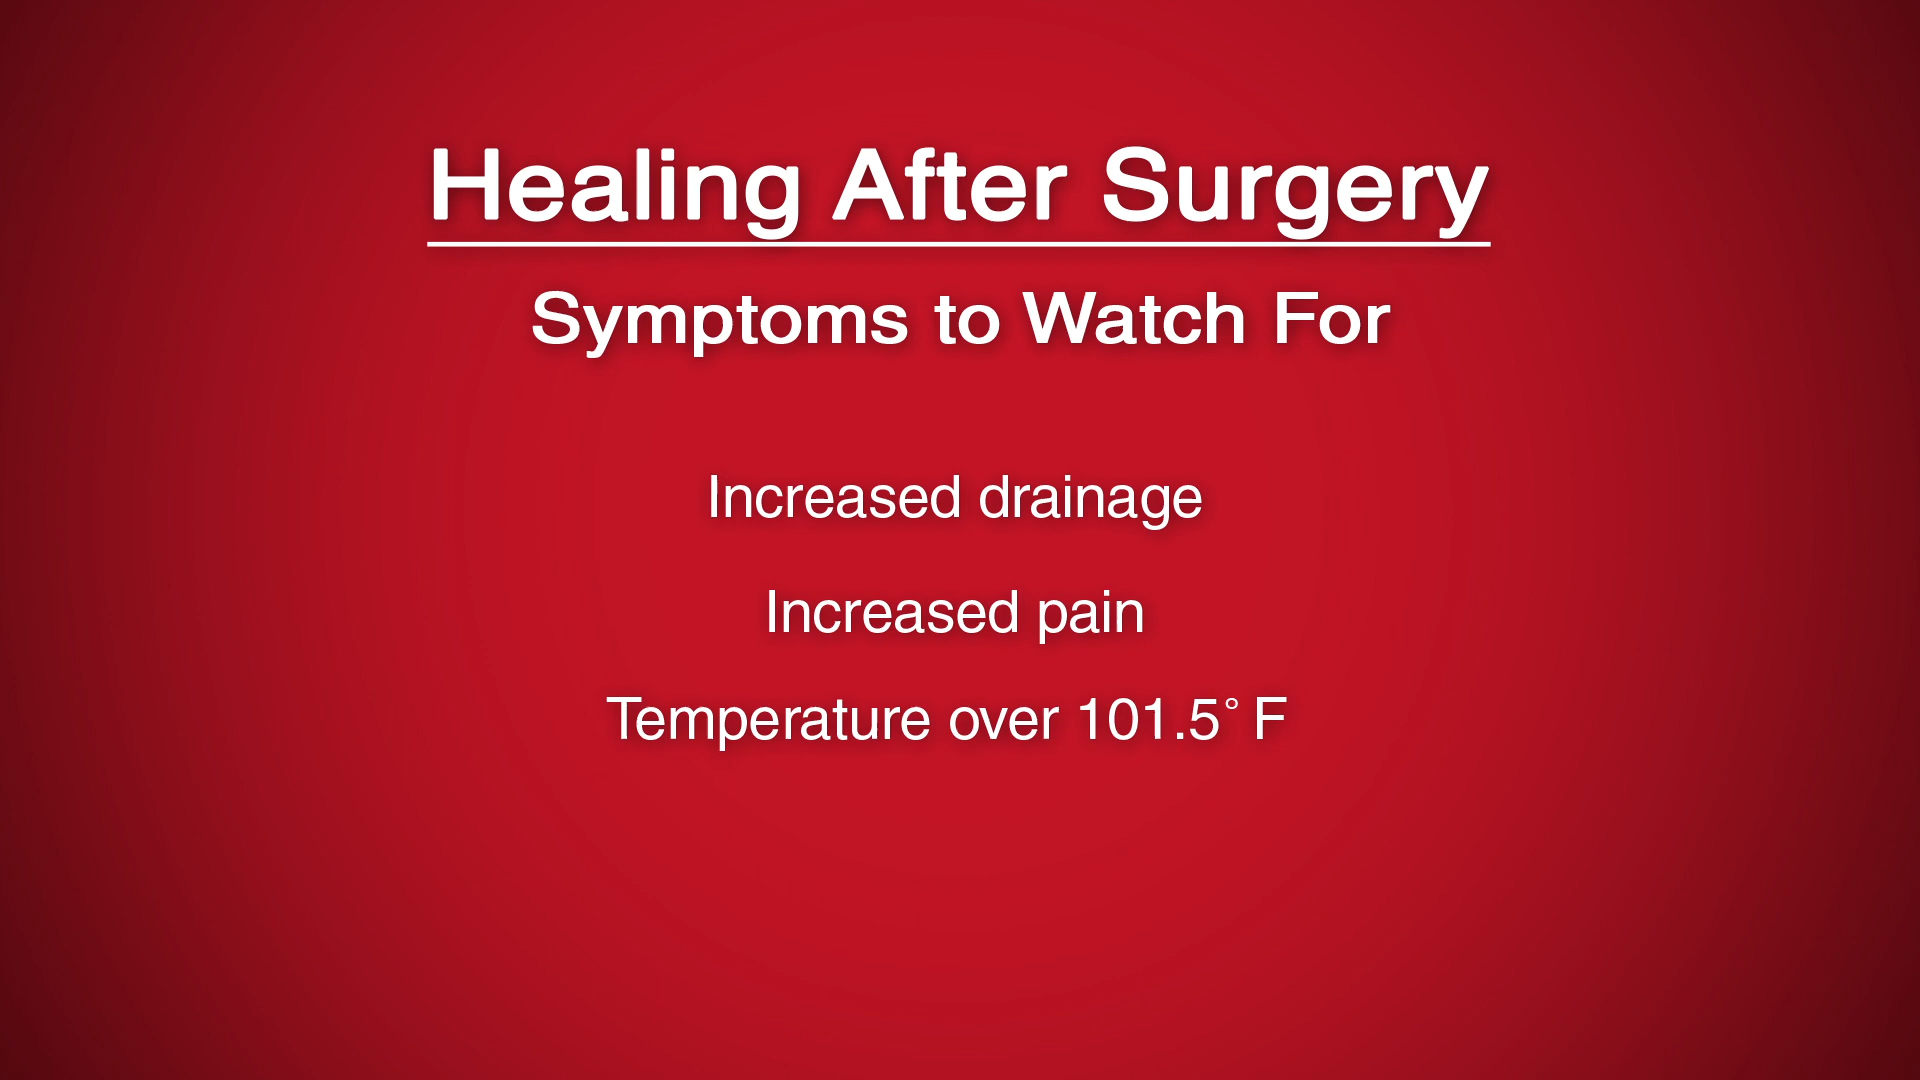 Healing After Surgery
Symptoms to Watch For
Increased drainage
Increased pain
Temperature over 101.5° F